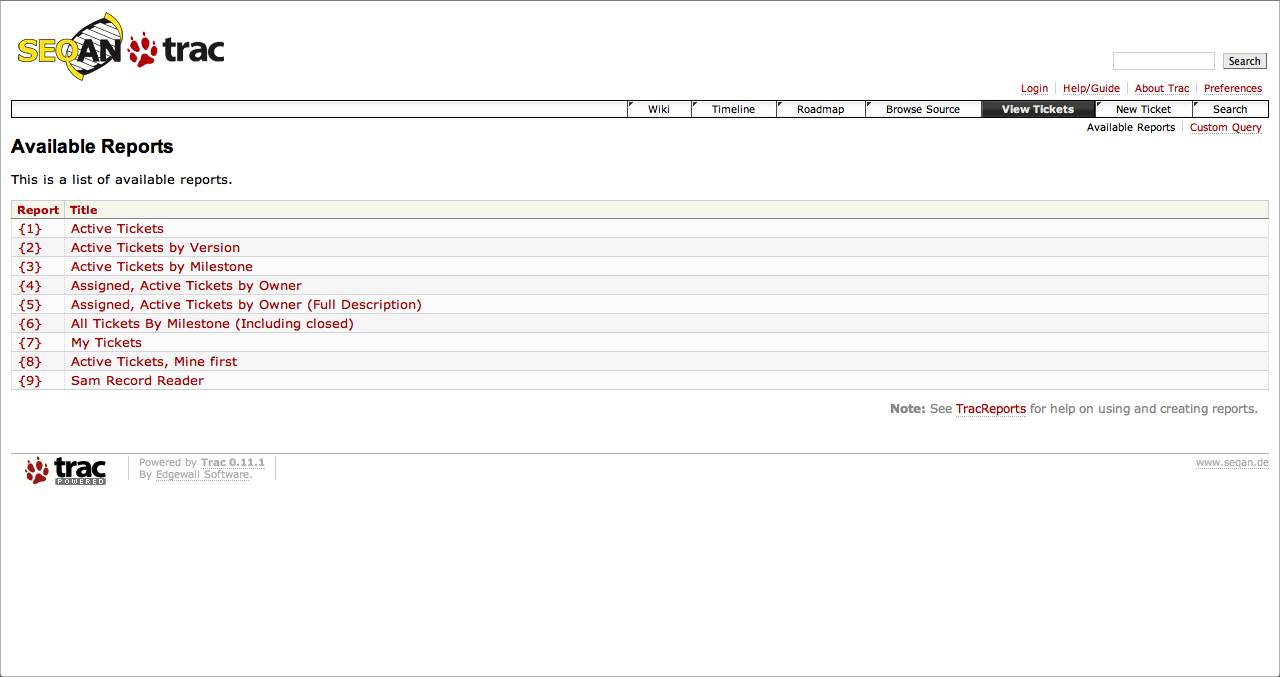 SEQAN trac
Search
Login Help/Guide About Trac Preferences
Wiki Timeline Roadmap Browse Source View Tickets New Ticket Search
Available Reports Custom Query
Available Reports
This is a list of available reports.
Report Title
{1} Active Tickets
{2} Active Tickets by Version
{3} Active Tickets by Milestone
{4} Assigned, Active Tickets by Owner
{5} Assigned, Active Tickets by Owner (Full Description)
{6} All Tickets By Milestone (Including closed)
{7} My Tickets
{8} Active Tickets, Mine first
{9} Sam Record Reader
Note: See TracReports for help on using and creating reports.
trac
POWERED
Powered by Trac 0.11.1
By Edgewall Software.
www.seqan.de